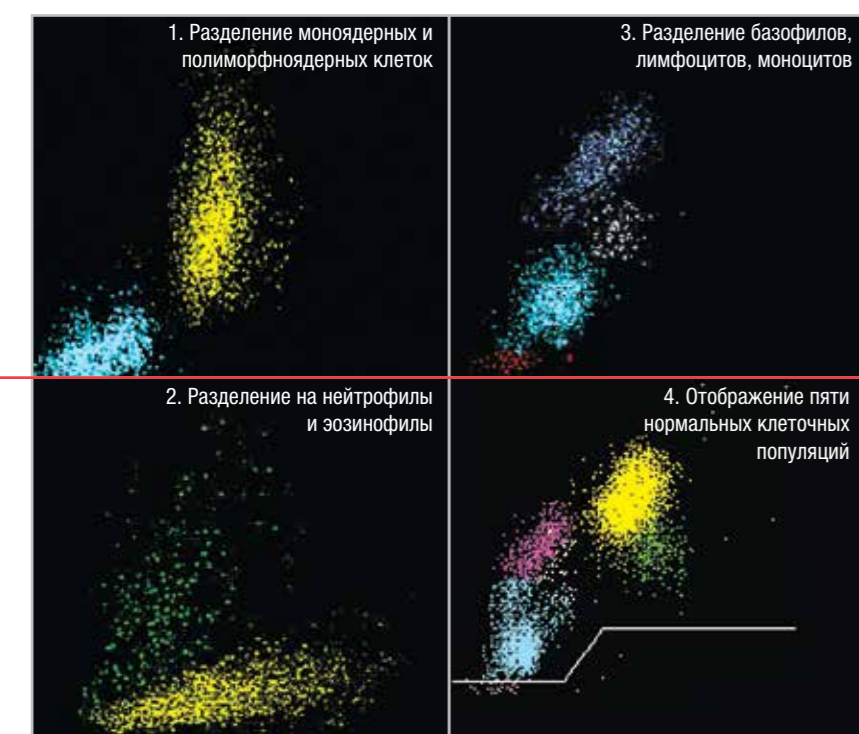 1. Разделение моноядерных и
полиморфноядерных клеток
3. Разделение базофилов,
лимфоцитов, моноцитов
2. Разделение на нейтрофилы
и эозинофилы
4. Отображение пяти
нормальных клеточных
популяций